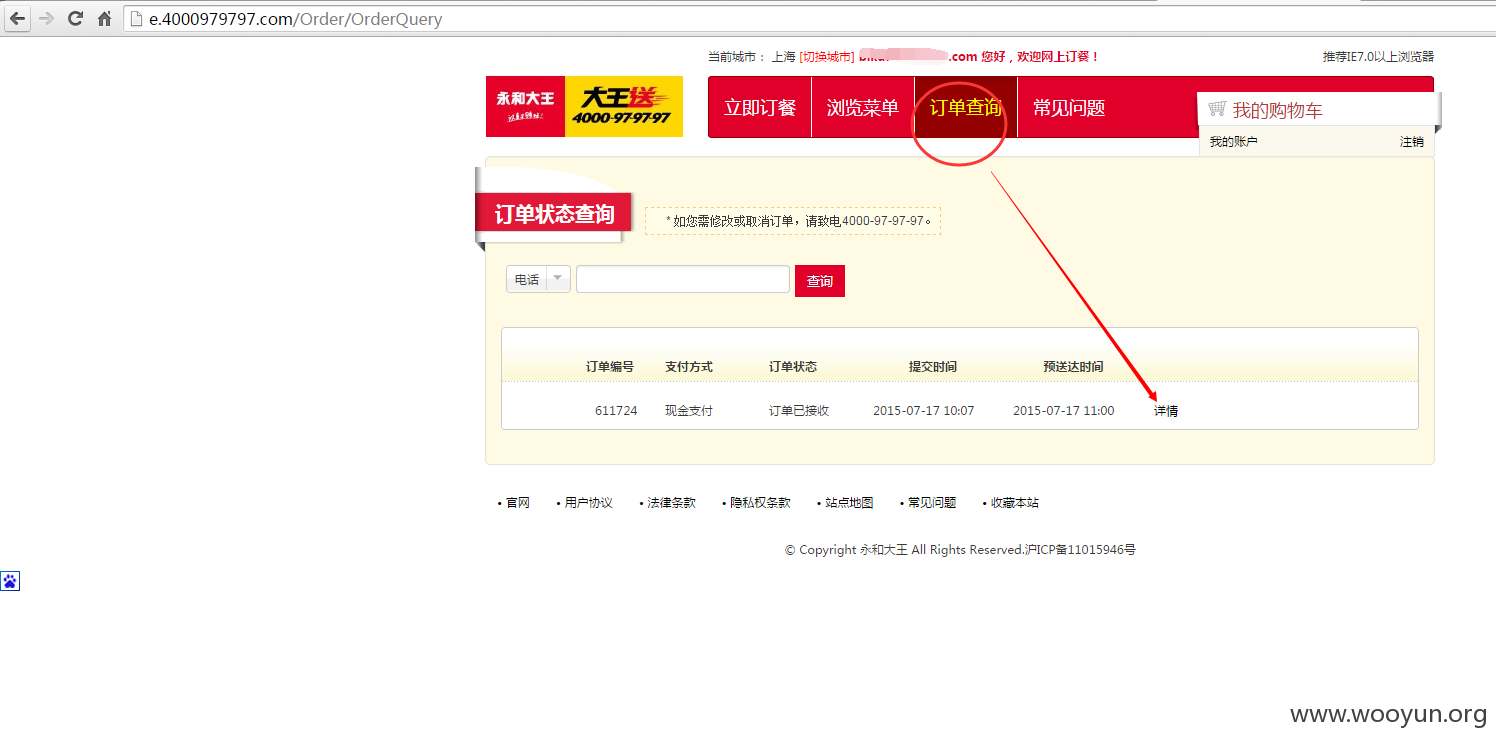 e.4000979797.com/Order/OrderQuery
当前城市： 上海 [切换城市] .com 您好，欢迎网上订餐！ 推荐IE7.0以上浏览器
永和大王 大王送
4000-97-97-97
立即订餐 浏览菜单 订单查询 常见问题
我的购物车
我的账户 注销
订单状态查询
* 如您需修改或取消订单，请致电4000-97-97-97。
电话 查询
订单编号 支付方式 订单状态 提交时间 预送达时间
611724 现金支付 订单已接收 2015-07-17 10:07 2015-07-17 11:00 详情
• 官网 • 用户协议 • 法律条款 • 隐私权条款 • 站点地图 • 常见问题 • 收藏本站
© Copyright 永和大王 All Rights Reserved.沪ICP备11015946号
www.wooyun.org